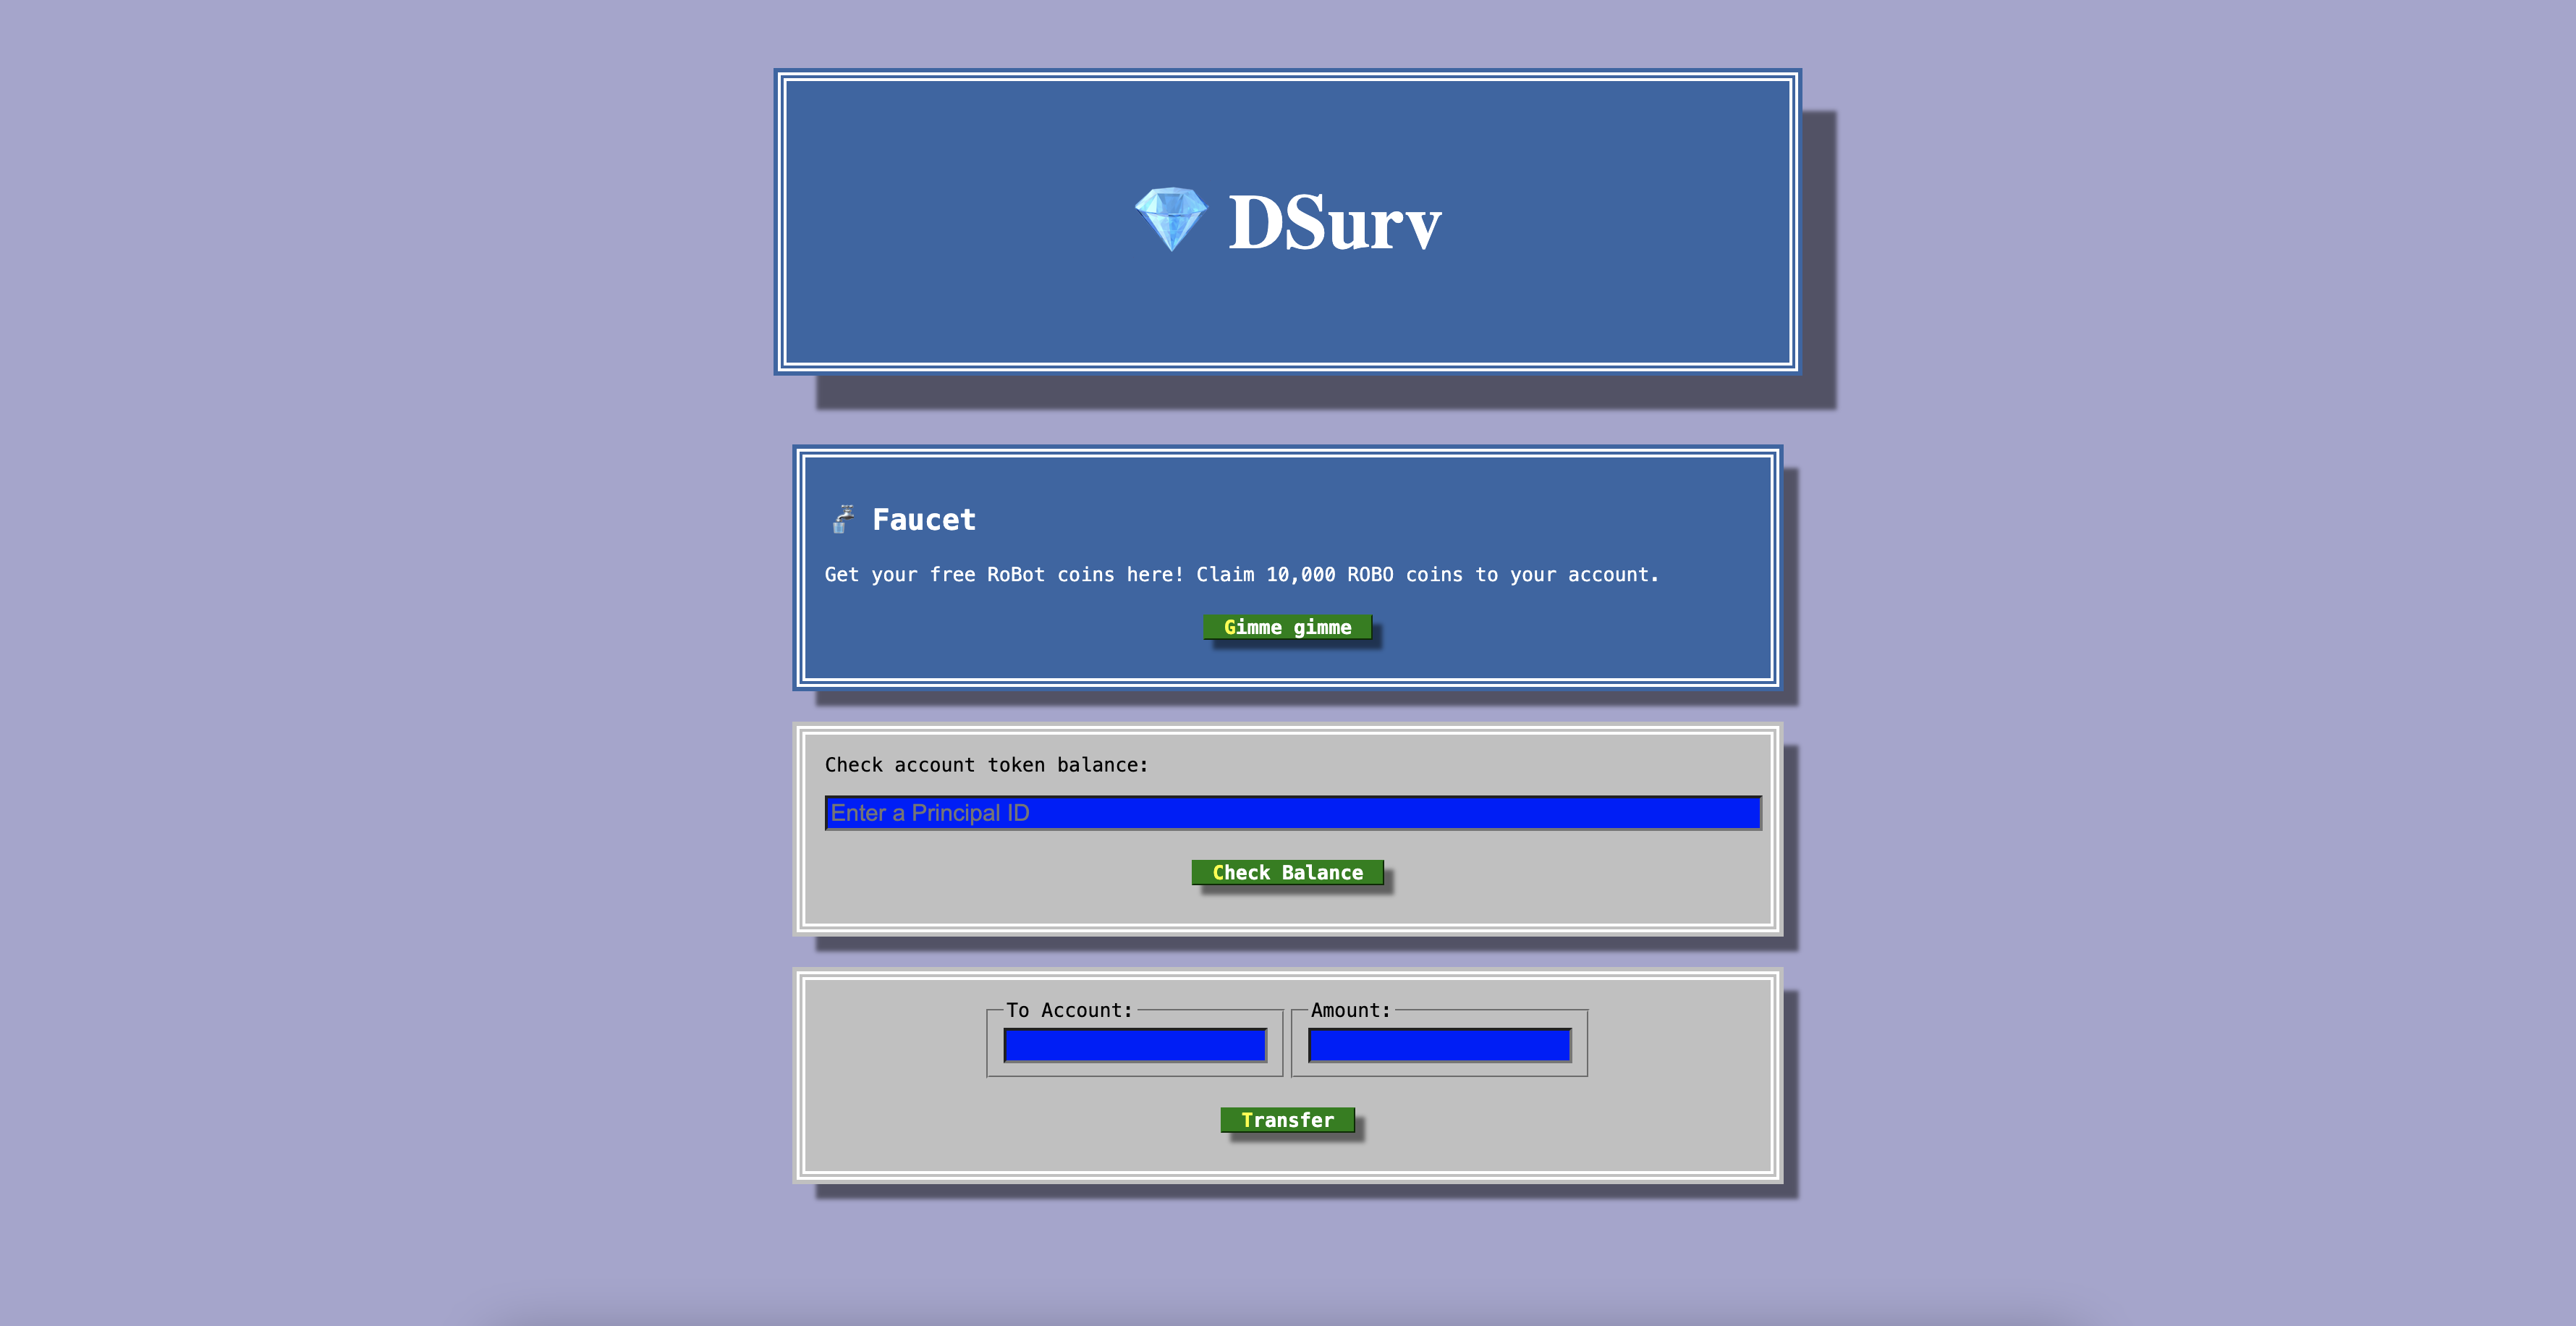 DSurv
Faucet
Get your free RoBot coins here! Claim 10,000 ROBO coins to your account.
Gimme gimme
Check account token balance:
Enter a Principal ID
Check Balance
To Account:
Amount:
Transfer